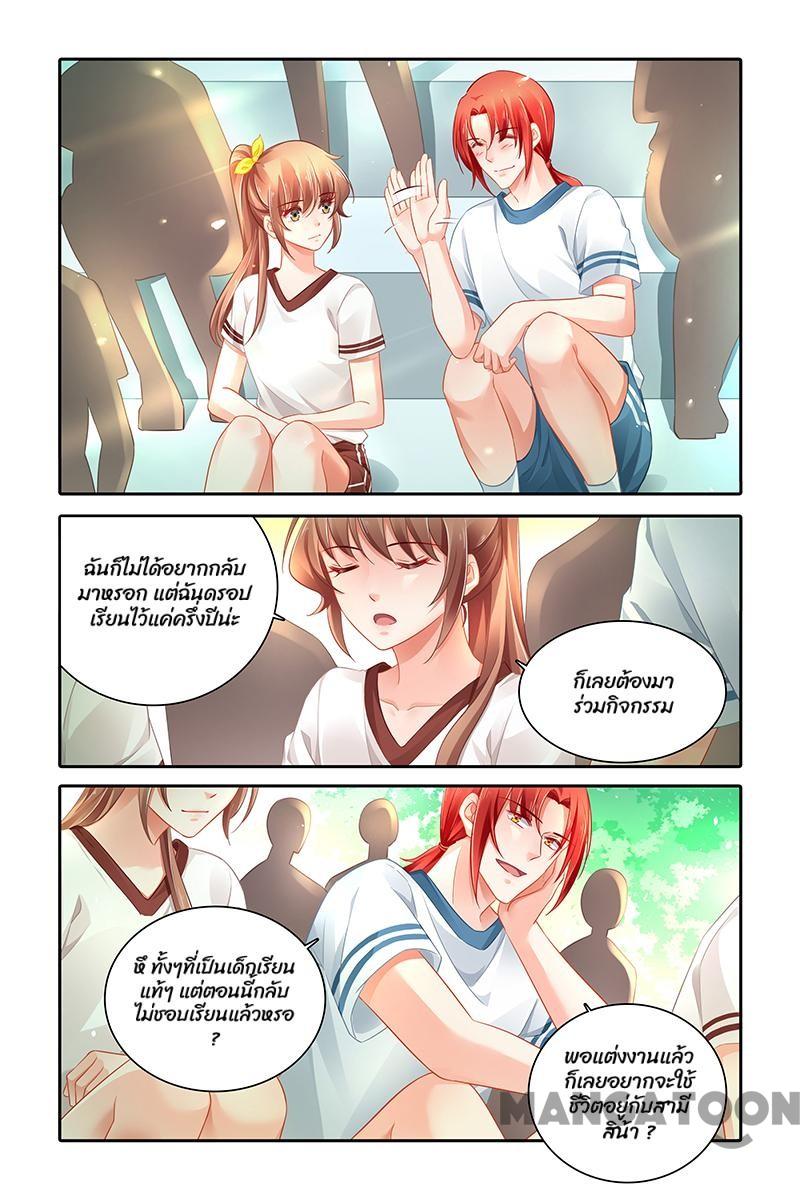 ฉันก็ไม่ได้อยากกลับ
มาหรอก แต่ฉันดรอป
เรียนไว้แค่ครึ่งปีน่ะ
ก็เลยต้องมา
ร่วมกิจกรรม
หึ ทั้งๆที่เป็นเด็กเรียน
แท้ๆ แต่ตอนนี้กลับ
ไม่ชอบเรียนแล้วหรอ
?
พอแต่งงานแล้ว
ก็เลยอยากจะใช้
ชีวิตอยู่กับสามี
สิน้า ?
MANGATOON